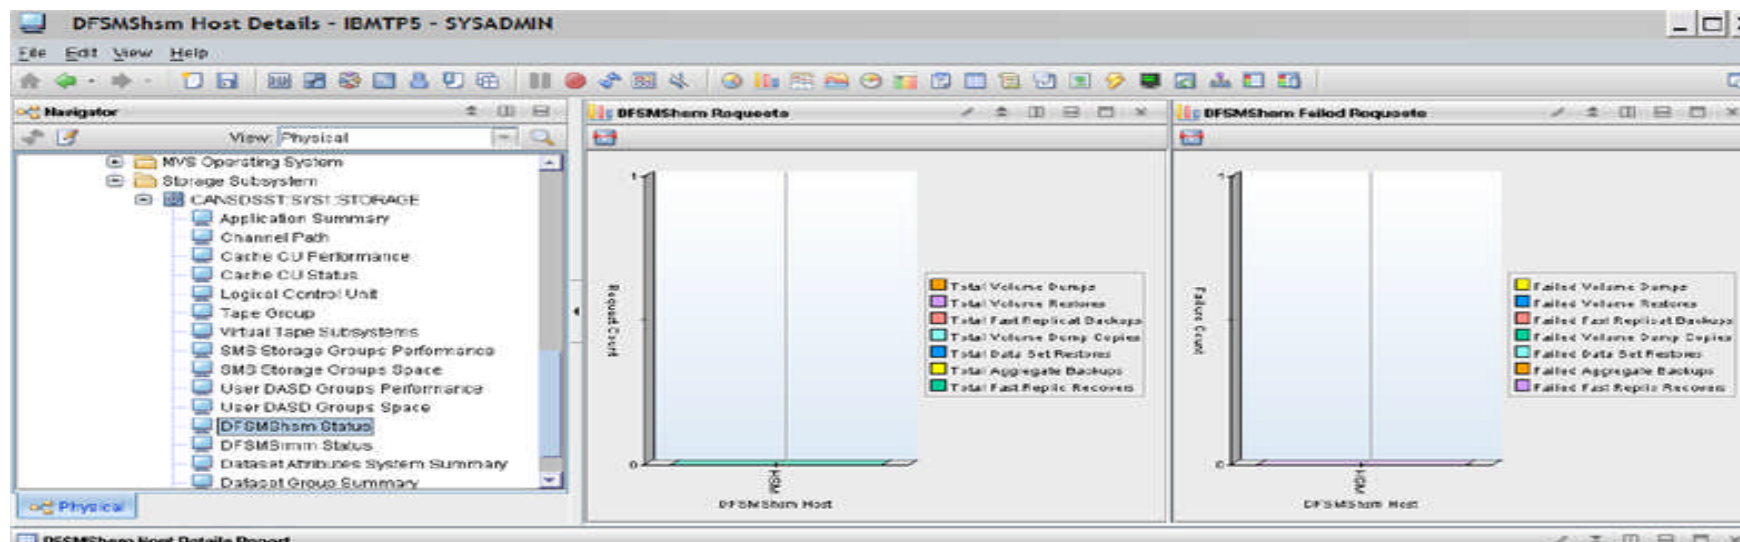 DFSMShsm Host Details - IBMTP5 - SYSADMIN
File Edit View Help
Navigator
View: Physical
MVS Operating System
Storage Subsystem
CANSDSST:SYS1:STORAGE
Application Summary
Channel Path
Cache CU Performance
Cache CU Status
Logical Control Unit
Tape Group
Virtual Tape Subsystems
SMS Storage Groups Performance
SMS Storage Groups Space
User DASD Groups Performance
User DASD Groups Space
DFSMShsm Status
DFSMSrmm Status
Dataset Attributes System Summary
Dataset Group Summary
Physical
DFSMShsm Requests
1
Request Count
0
HSM
DFSMShsm Host
Total Volume Dumps
Total Volume Restores
Total Fast Replicat Backups
Total Volume Dump Copies
Total Data Set Restores
Total Aggregate Backups
Total Fast Replic Recovers
DFSMShsm Failed Requests
1
Failure Count
0
HSM
DFSMShsm Host
Failed Volume Dumps
Failed Volume Restores
Failed Fast Replicat Backups
Failed Volume Dump Copies
Failed Data Set Restores
Failed Aggregate Backups
Failed Fast Replic Recovers
DFSMShsm Host Details Report